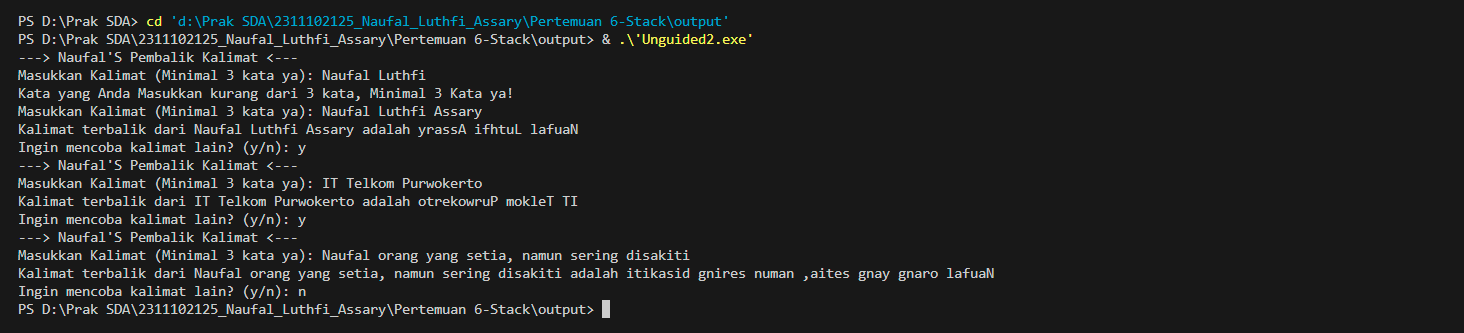 PS D:\Prak SDA> cd 'd:\Prak SDA\2311102125_Naufal_Luthfi_Assary\Pertemuan 6-Stack\output'
PS D:\Prak SDA\2311102125_Naufal_Luthfi_Assary\Pertemuan 6-Stack\output> & .\'Unguided2.exe'
---> Naufal'S Pembalik Kalimat <---
Masukkan Kalimat (Minimal 3 kata ya): Naufal Luthfi
Kata yang Anda Masukkan kurang dari 3 kata, Minimal 3 Kata ya!
Masukkan Kalimat (Minimal 3 kata ya): Naufal Luthfi Assary
Kalimat terbalik dari Naufal Luthfi Assary adalah yrassA ifhtuL lafuaN
Ingin mencoba kalimat lain? (y/n): y
---> Naufal'S Pembalik Kalimat <---
Masukkan Kalimat (Minimal 3 kata ya): IT Telkom Purwokerto
Kalimat terbalik dari IT Telkom Purwokerto adalah otrekowruP mokleT TI
Ingin mencoba kalimat lain? (y/n): y
---> Naufal'S Pembalik Kalimat <---
Masukkan Kalimat (Minimal 3 kata ya): Naufal orang yang setia, namun sering disakiti
Kalimat terbalik dari Naufal orang yang setia, namun sering disakiti adalah itikasid gnires numan ,aites gnay gnaro lafuaN
Ingin mencoba kalimat lain? (y/n): n
PS D:\Prak SDA\2311102125_Naufal_Luthfi_Assary\Pertemuan 6-Stack\output>